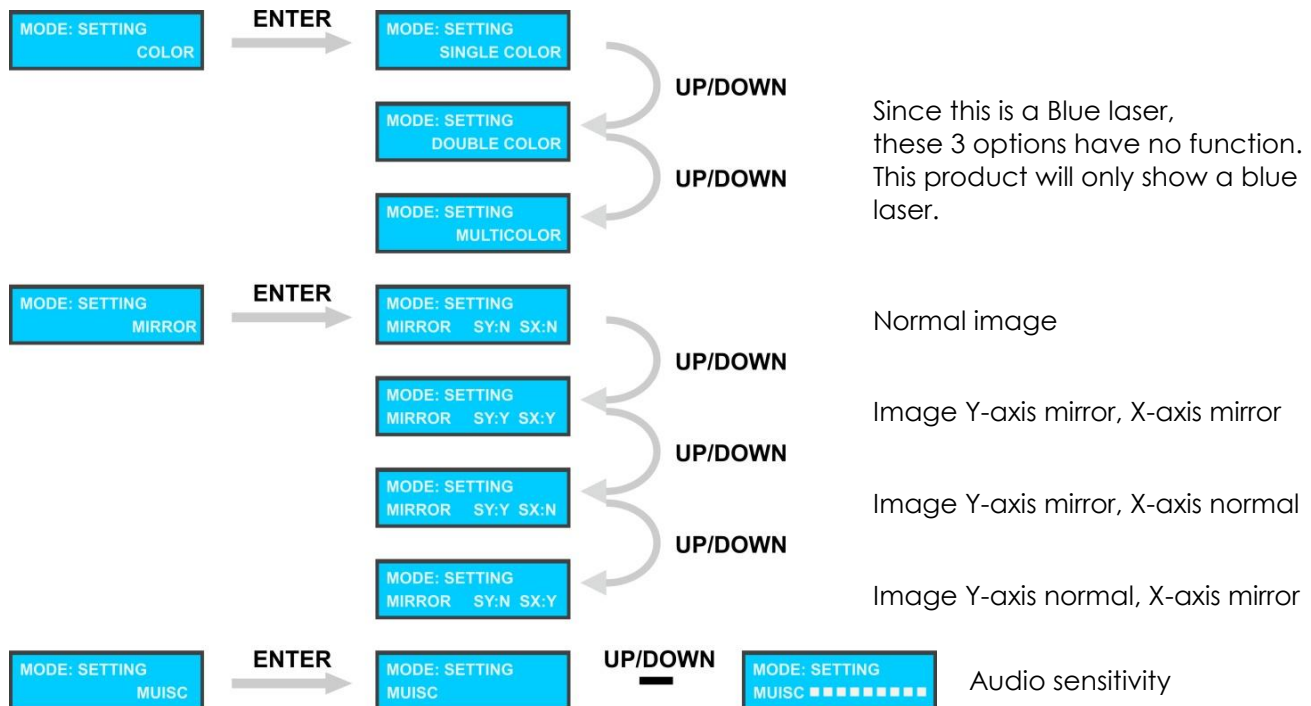 MODE: SETTING
COLOR
ENTER
MODE: SETTING
SINGLE COLOR
UP/DOWN
MODE: SETTING
DOUBLE COLOR
UP/DOWN
MODE: SETTING
MULTICOLOR
Since this is a Blue laser,
these 3 options have no function.
This product will only show a blue
laser.
MODE: SETTING
MIRROR
ENTER
MODE: SETTING
MIRROR SY:N SX:N
Normal image
UP/DOWN
MODE: SETTING
MIRROR SY:Y SX:Y
Image Y-axis mirror, X-axis mirror
UP/DOWN
MODE: SETTING
MIRROR SY:Y SX:N
Image Y-axis mirror, X-axis normal
UP/DOWN
MODE: SETTING
MIRROR SY:N SX:Y
Image Y-axis normal, X-axis mirror
MODE: SETTING
MUISC
ENTER
MODE: SETTING
MUISC
UP/DOWN
MODE: SETTING
MUISC
Audio sensitivity